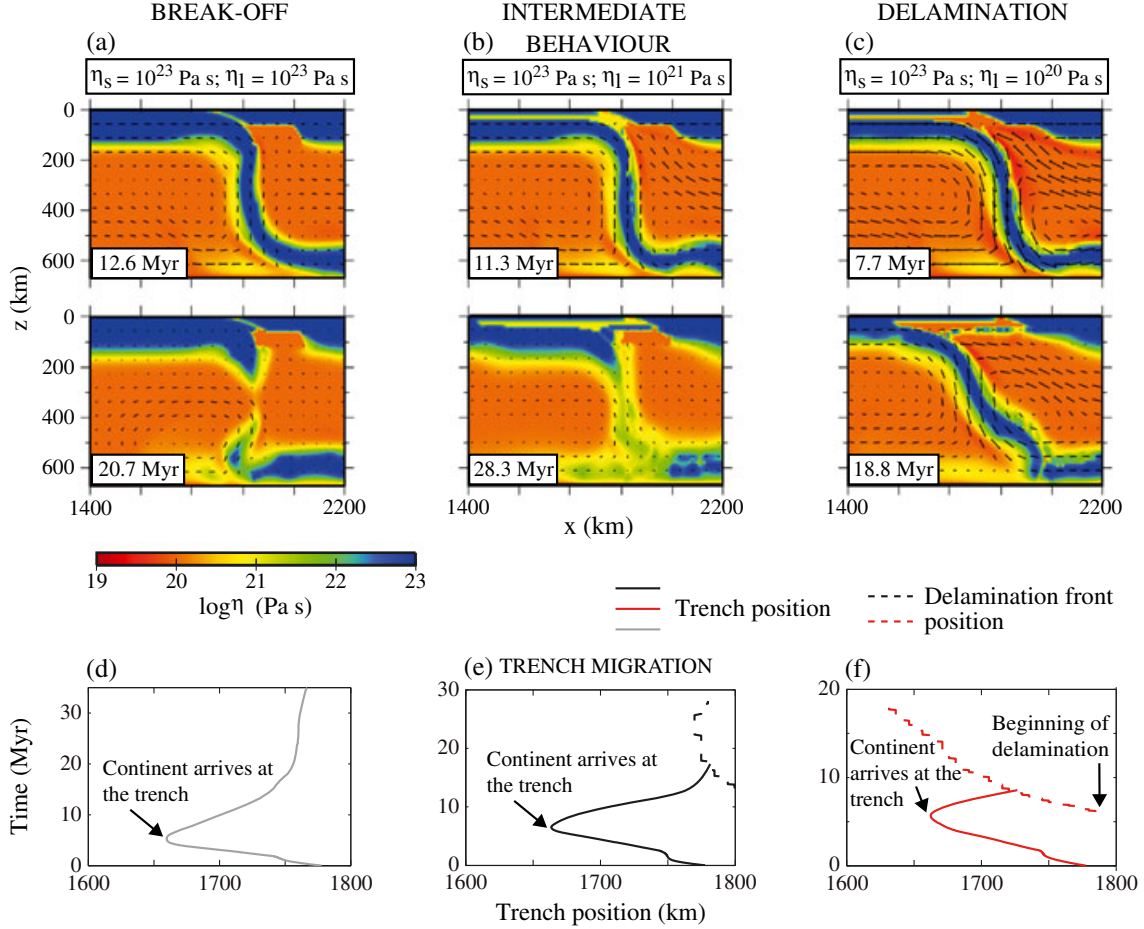 BREAK-OFF
INTERMEDIATE
BEHAVIOUR
DELAMINATION
(a)
(b)
(c)
ηs = 10^23 Pa s; ηl = 10^23 Pa s
ηs = 10^23 Pa s; ηl = 10^21 Pa s
ηs = 10^23 Pa s; ηl = 10^20 Pa s
0
200
400
600
12.6 Myr
11.3 Myr
7.7 Myr
z (km)
0
200
400
600
20.7 Myr
28.3 Myr
18.8 Myr
1400
2200
1400
2200
1400
2200
x (km)
19
20
21
22
23
logη (Pa s)
Trench position
Delamination front
position
(d)
(e)
TRENCH MIGRATION
(f)
Time (Myr)
30
20
10
0
Continent arrives at
the trench
1600
1700
1800
30
20
10
0
Continent arrives at
the trench
1600
1700
1800
20
10
0
Continent
arrives at the
trench
Beginning of
delamination
1600
1700
1800
Trench position (km)